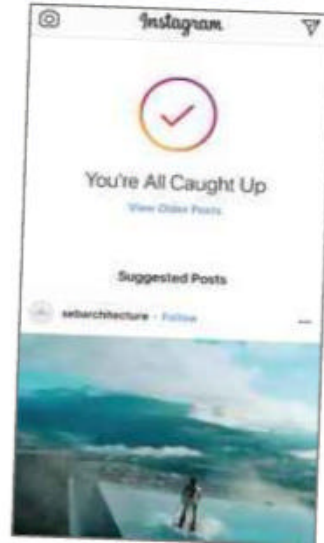 Instagram
You're All Caught Up
View Older Posts
Suggested Posts
sebarchitecture · Follow